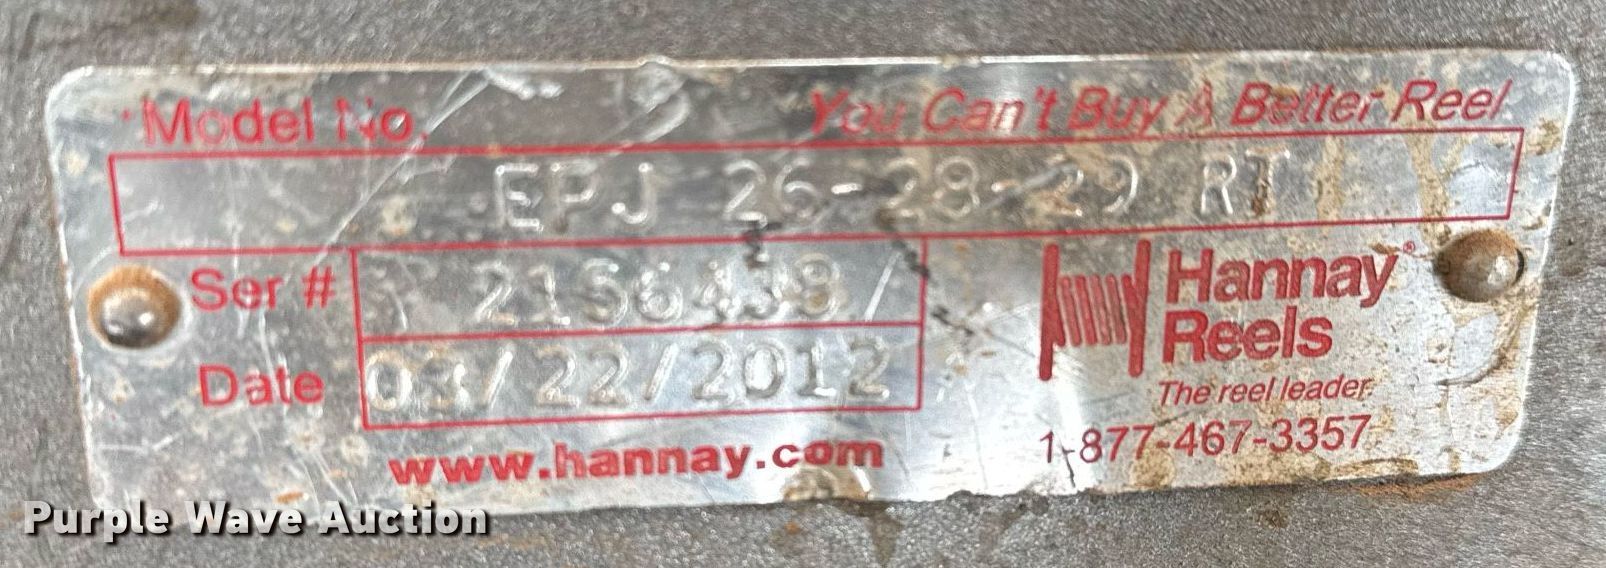 Model No.
You Can't Buy A Better Reel
EPJ 26-28-29 RT
Ser #
2156438
Date
03/22/2012
Hannay®
Reels
The reel leader.
www.hannay.com
1-877-467-3357
Purple Wave Auction